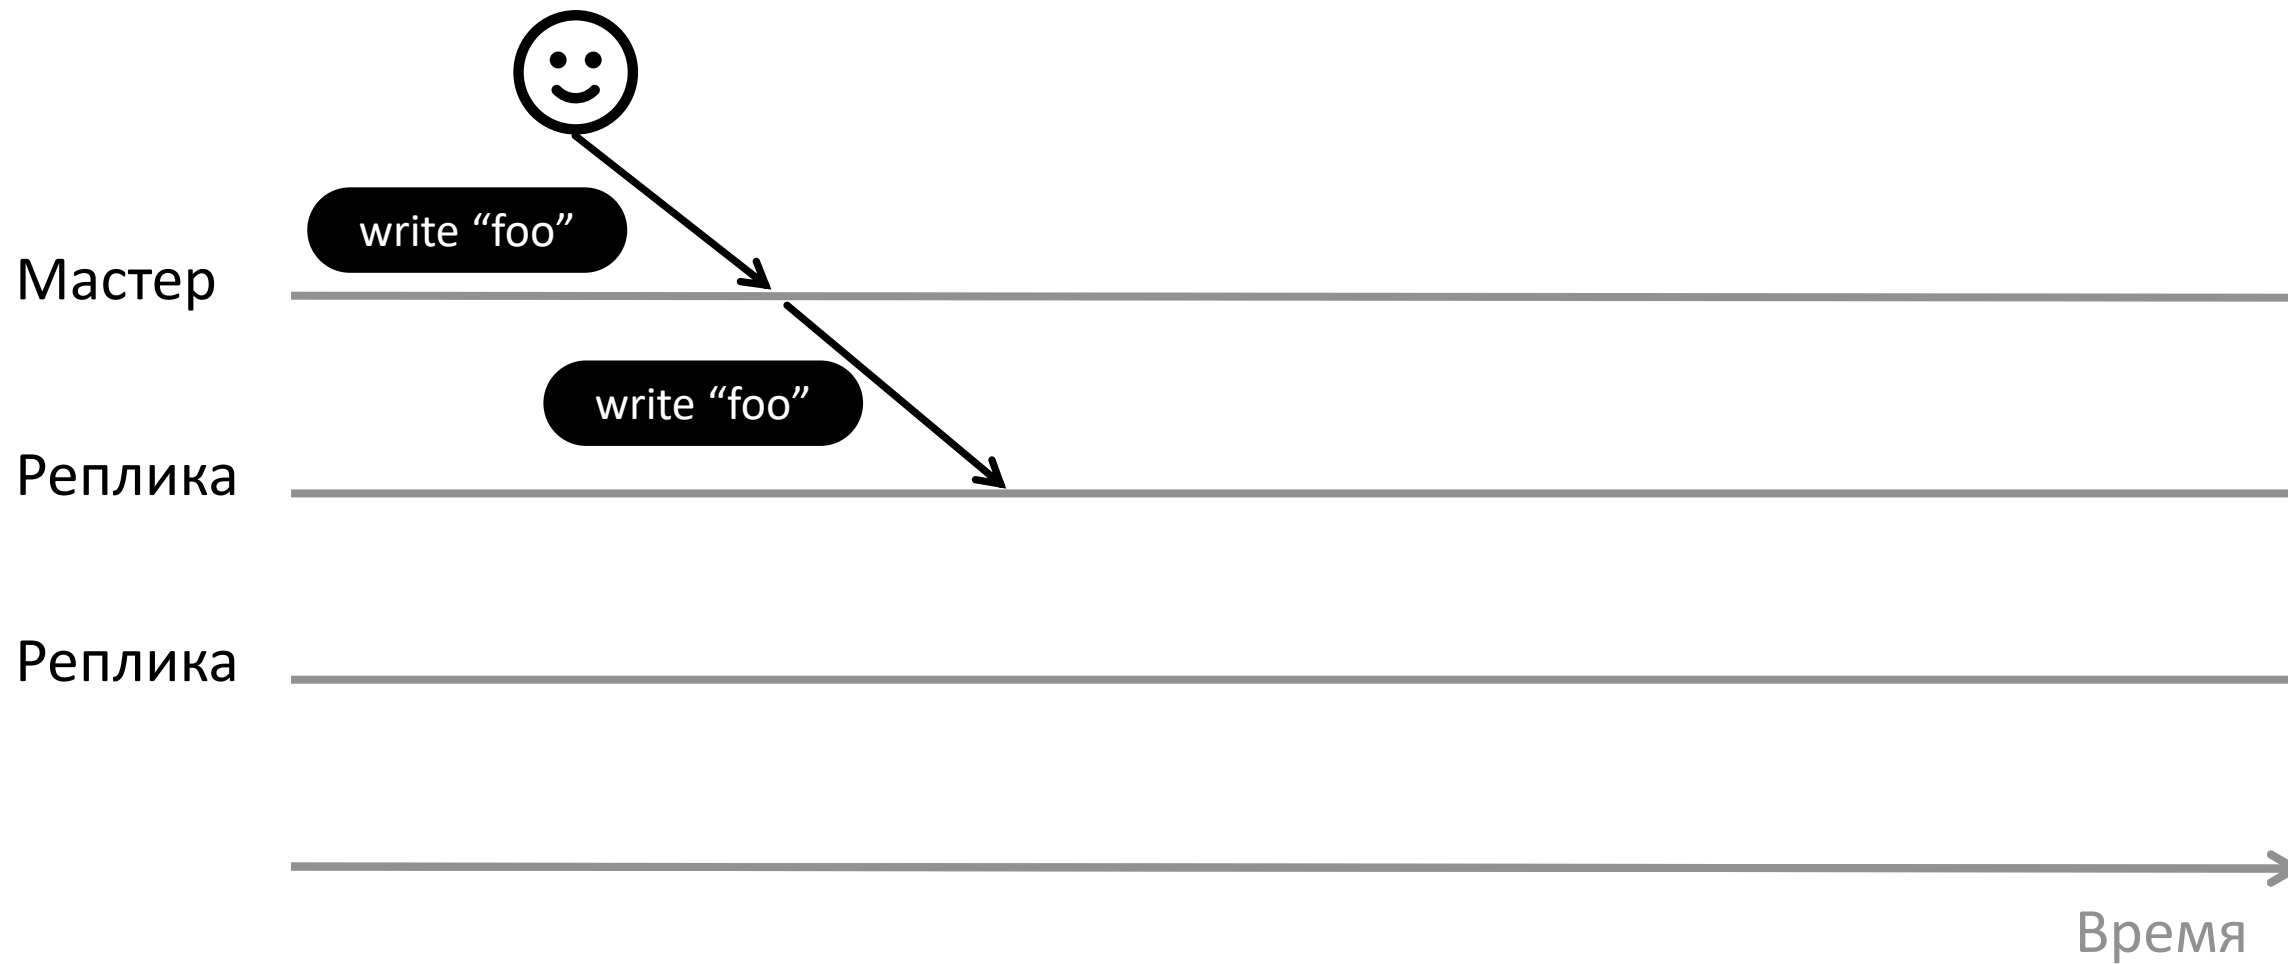 write “foo”
Мастер
write “foo”
Реплика
Реплика
Время